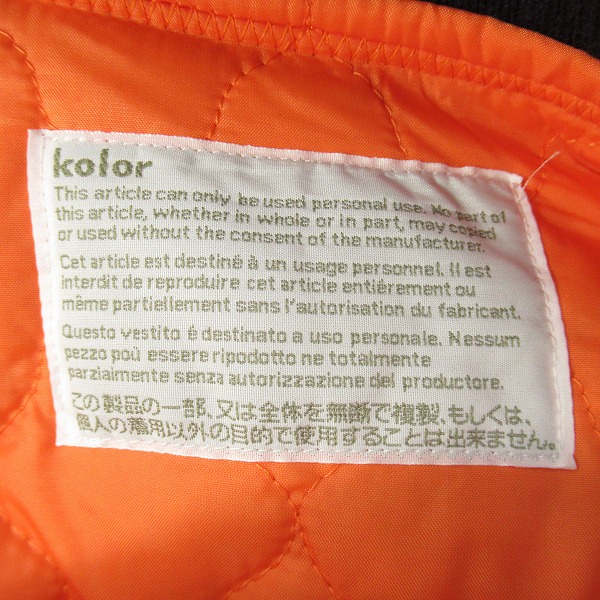 kolor
This article can only be used personal use. No part of
this article, whether in whole or in part, may copied
or used without the consent of the manufacturer.
Cet article est destiné à un usage personnel. Il est
interdit de reproduire cet article entiérement ou
même partiellement sans l'autorisation du fabricant.
Questo vestito é destinato a uso personale. Nessum
pezzo poù essere ripodotto ne totalmente
parziaimente senza autorizzazione del productore.
この製品の一部、又は全体を無断で複製、もしくは、
個人の着用以外の目的で使用することは出来ません。